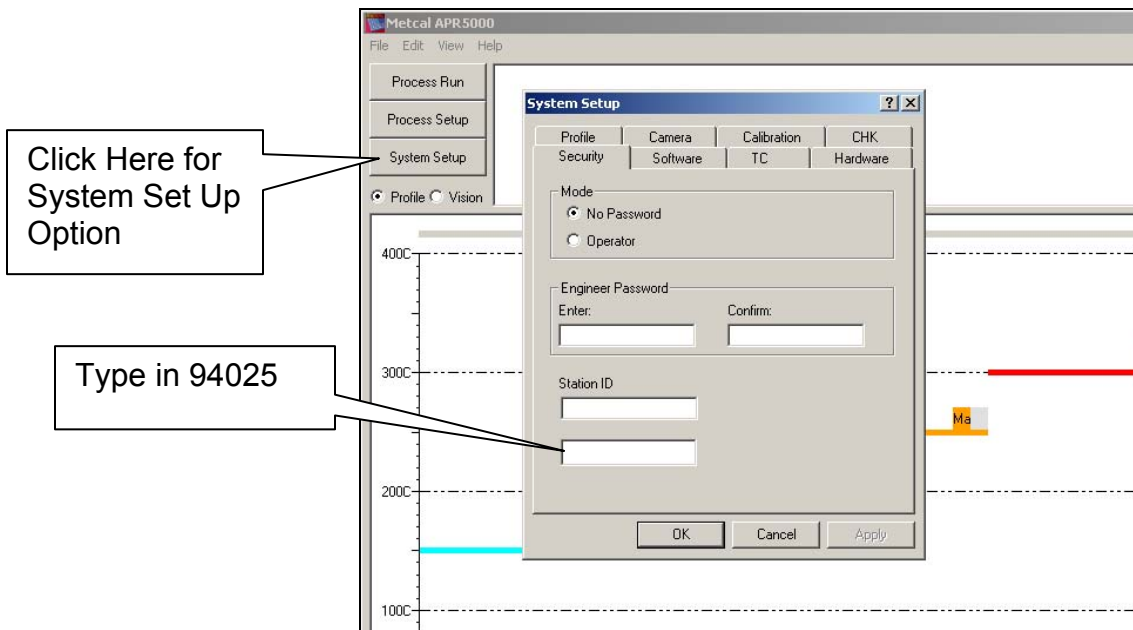 Metcal APR5000
File Edit View Help
Process Run
Process Setup
System Setup
Profile Vision
Click Here for
System Set Up
Option
Type in 94025
System Setup
Profile Camera Calibration CHK
Security Software TC Hardware
Mode
No Password
Operator
Engineer Password
Enter: Confirm:
Station ID
OK Cancel Apply
400C
300C
200C
100C
Ma